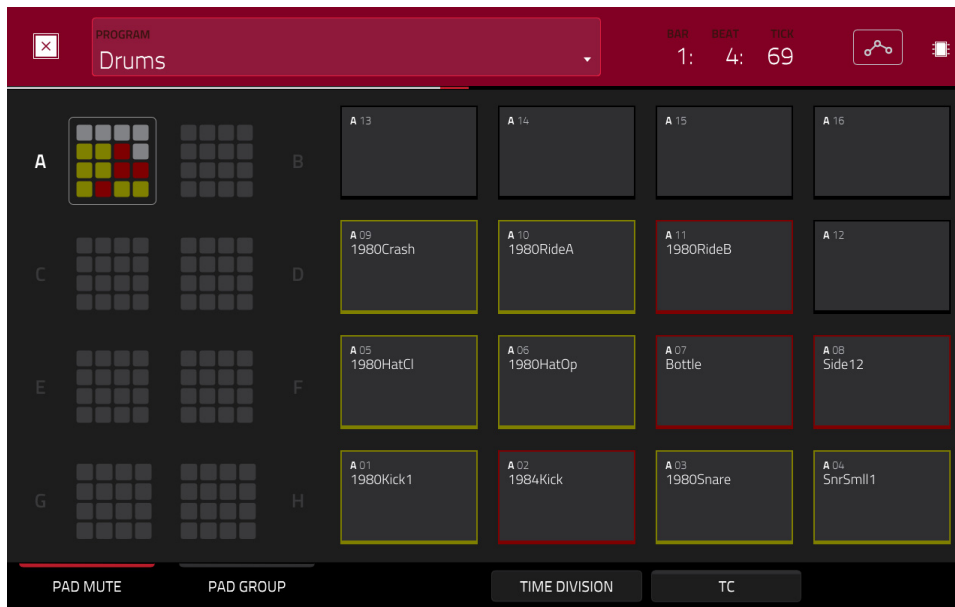 PROGRAM
Drums
BAR BEAT TICK
1: 4: 69
A
B
C
D
E
F
G
H
A 13
A 14
A 15
A 16
A 09
1980Crash
A 10
1980RideA
A 11
1980RideB
A 12
A 05
1980HatCl
A 06
1980HatOp
A 07
Bottle
A 08
Side12
A 01
1980Kick1
A 02
1984Kick
A 03
1980Snare
A 04
SnrSmll1
PAD MUTE
PAD GROUP
TIME DIVISION
TC